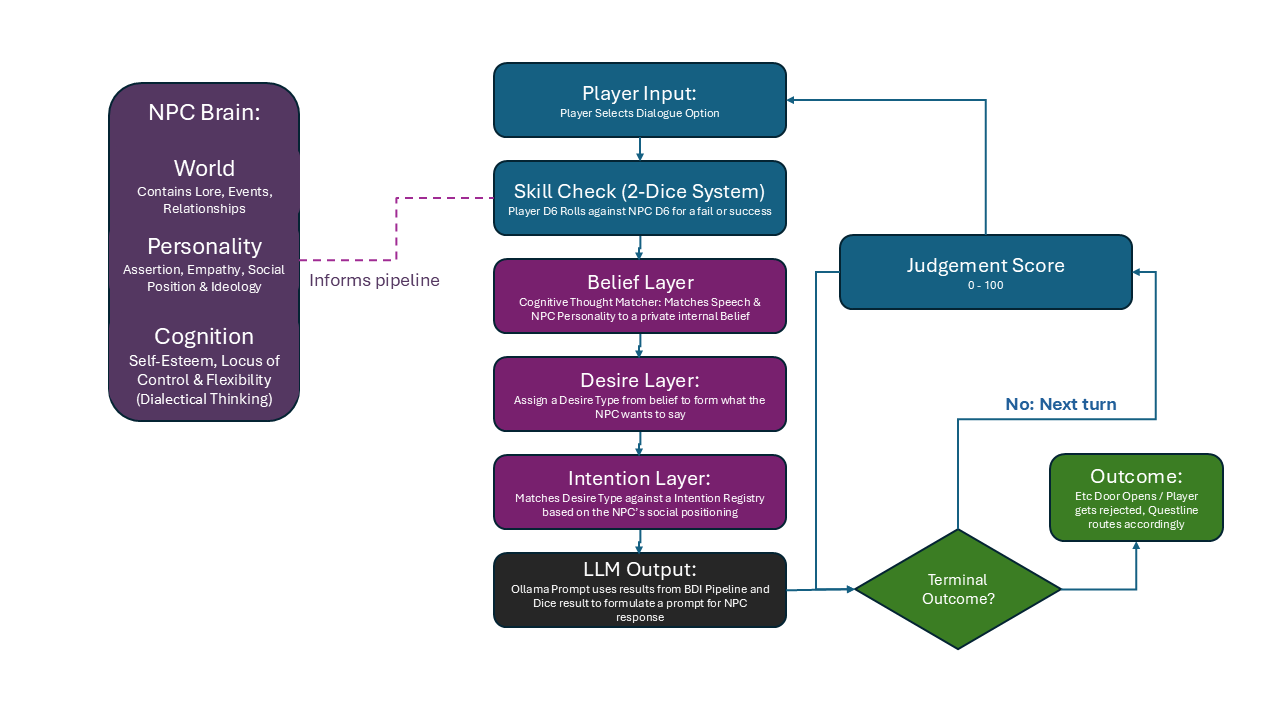 NPC Brain:
World
Contains Lore, Events,
Relationships
Personality
Assertion, Empathy, Social
Position & Ideology
Cognition
Self-Esteem, Locus of
Control & Flexibility
(Dialectical Thinking)
Informs pipeline
Player Input:
Player Selects Dialogue Option
Skill Check (2-Dice System)
Player D6 Rolls against NPC D6 for a fail or success
Belief Layer
Cognitive Thought Matcher: Matches Speech &
NPC Personality to a private internal Belief
Desire Layer:
Assign a Desire Type from belief to form what the
NPC wants to say
Intention Layer:
Matches Desire Type against a Intention Registry
based on the NPC's social positioning
LLM Output:
Ollama Prompt uses results from BDI Pipeline and
Dice result to formulate a prompt for NPC
response
Judgement Score
0 - 100
No: Next turn
Outcome:
Etc Door Opens / Player
gets rejected, Questline
routes accordingly
Terminal
Outcome?